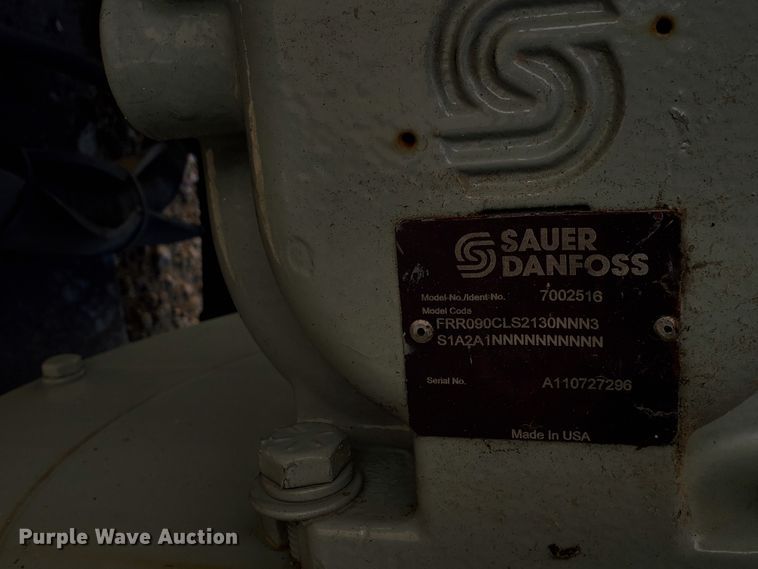 SAUER
DANFOSS
Model-No./Ident-No. 7002516
Model Code
FRR090CLS2130NNN3
S1A2A1NNNNNNNNNN
Serial No. A110727296
Made In USA
Purple Wave Auction